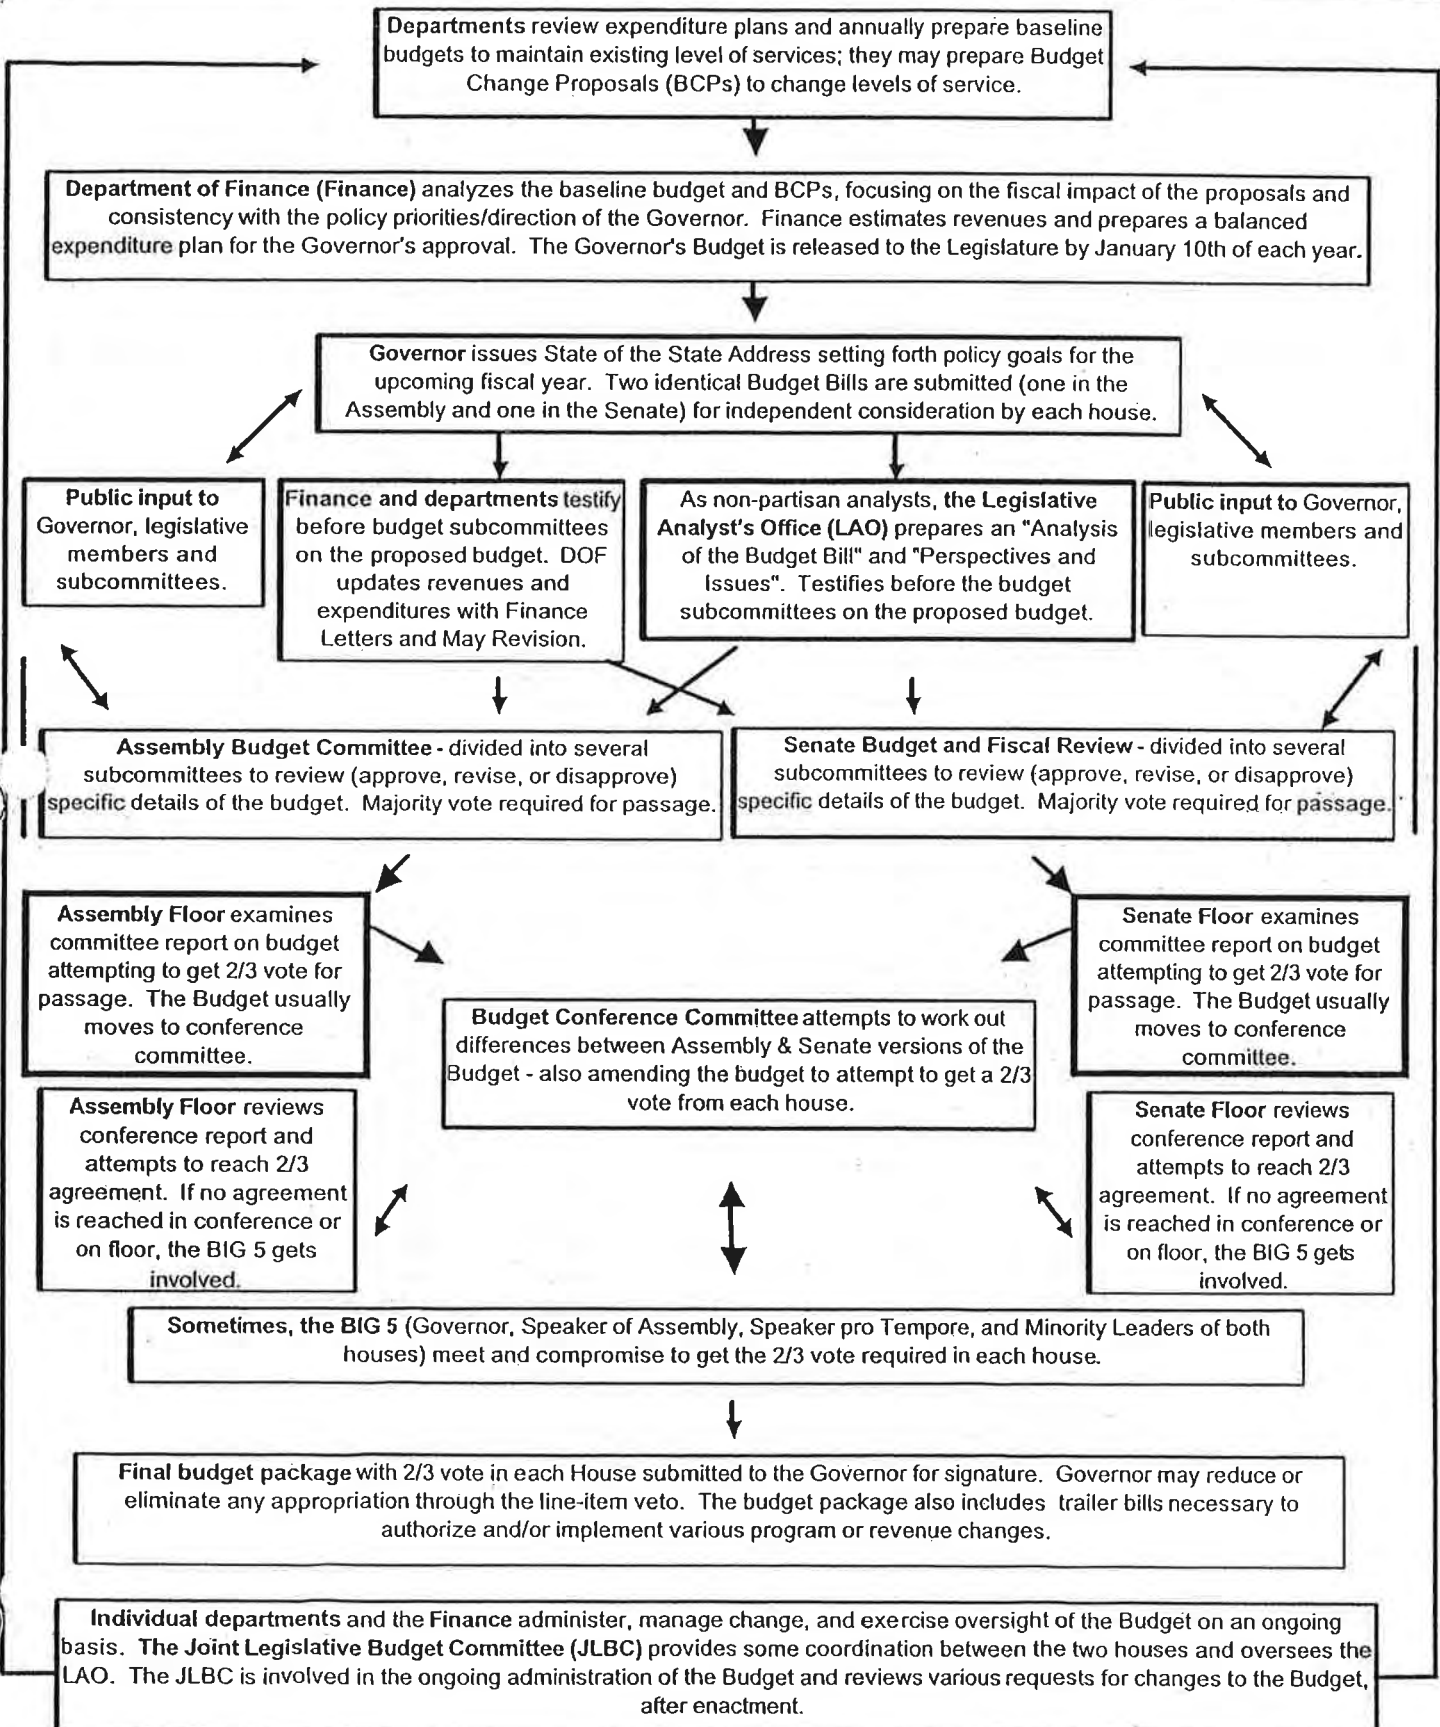 Departments review expenditure plans and annually prepare baseline
budgets to maintain existing level of services; they may prepare Budget
Change Proposals (BCPs) to change levels of service.
Department of Finance (Finance) analyzes the baseline budget and BCPs, focusing on the fiscal impact of the proposals and
consistency with the policy priorities/direction of the Governor. Finance estimates revenues and prepares a balanced
expenditure plan for the Governor's approval. The Governor's Budget is released to the Legislature by January 10th of each year.
Governor issues State of the State Address setting forth policy goals for the
upcoming fiscal year. Two identical Budget Bills are submitted (one in the
Assembly and one in the Senate) for independent consideration by each house.
Public input to
Governor, legislative
members and
subcommittees.
Finance and departments testify
before budget subcommittees
on the proposed budget. DOF
updates revenues and
expenditures with Finance
Letters and May Revision.
As non-partisan analysts, the Legislative
Analyst's Office (LAO) prepares an "Analysis
of the Budget Bill" and "Perspectives and
Issues". Testifies before the budget
subcommittees on the proposed budget.
Public input to Governor,
legislative members and
subcommittees.
Assembly Budget Committee - divided into several
subcommittees to review (approve, revise, or disapprove)
specific details of the budget. Majority vote required for passage.
Senate Budget and Fiscal Review - divided into several
subcommittees to review (approve, revise, or disapprove)
specific details of the budget. Majority vote required for passage.
Assembly Floor examines
committee report on budget
attempting to get 2/3 vote for
passage. The Budget usually
moves to conference
committee.
Senate Floor examines
committee report on budget
attempting to get 2/3 vote for
passage. The Budget usually
moves to conference
committee.
Budget Conference Committee attempts to work out
differences between Assembly & Senate versions of the
Budget - also amending the budget to attempt to get a 2/3
vote from each house.
Assembly Floor reviews
conference report and
attempts to reach 2/3
agreement. If no agreement
is reached in conference or
on floor, the BIG 5 gets
involved.
Senate Floor reviews
conference report and
attempts to reach 2/3
agreement. If no agreement
is reached in conference or
on floor, the BIG 5 gets
involved.
Sometimes, the BIG 5 (Governor, Speaker of Assembly, Speaker pro Tempore, and Minority Leaders of both
houses) meet and compromise to get the 2/3 vote required in each house.
Final budget package with 2/3 vote in each House submitted to the Governor for signature. Governor may reduce or
eliminate any appropriation through the line-item veto. The budget package also includes trailer bills necessary to
authorize and/or implement various program or revenue changes.
Individual departments and the Finance administer, manage change, and exercise oversight of the Budget on an ongoing
basis. The Joint Legislative Budget Committee (JLBC) provides some coordination between the two houses and oversees the
LAO. The JLBC is involved in the ongoing administration of the Budget and reviews various requests for changes to the Budget,
after enactment.